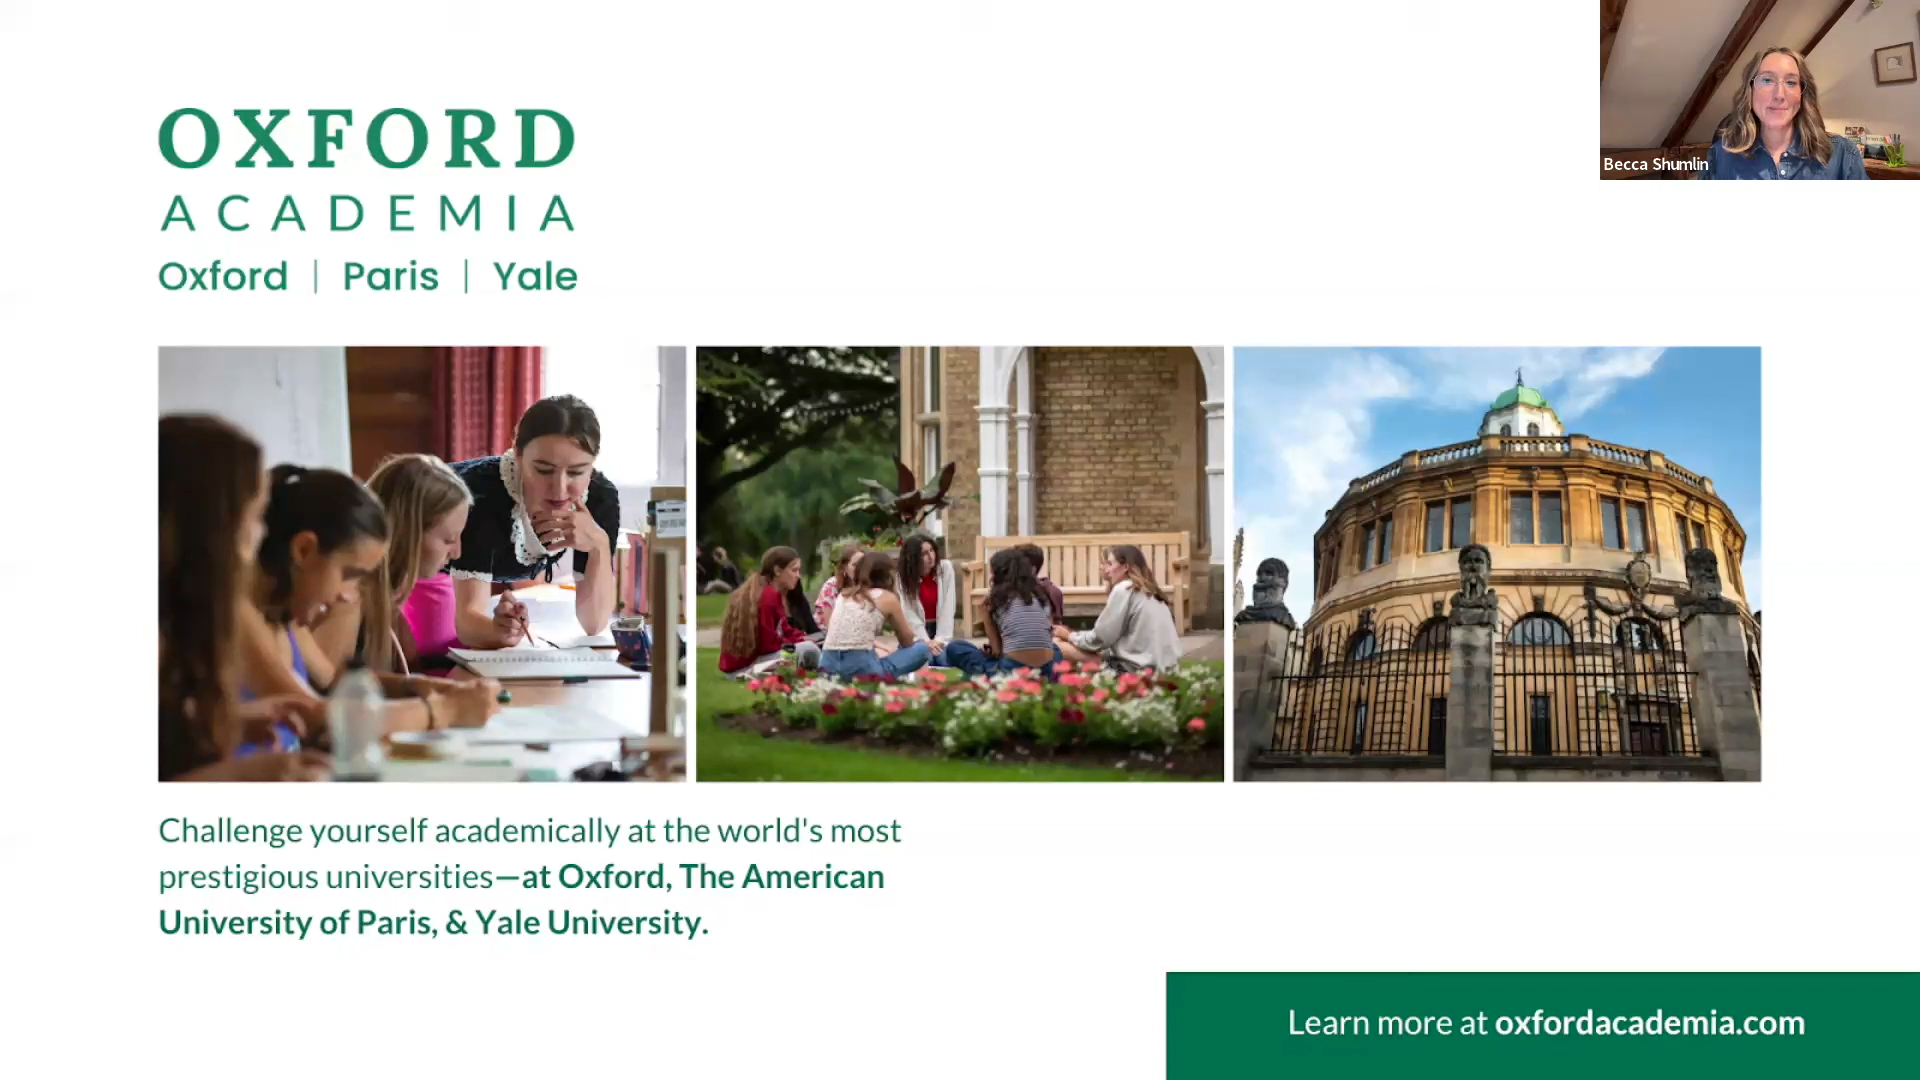 OXFORD
ACADEMIA
Oxford | Paris | Yale
Becca Shumlin
Challenge yourself academically at the world's most
prestigious universities—at Oxford, The American
University of Paris, & Yale University.
Learn more at oxfordacademia.com